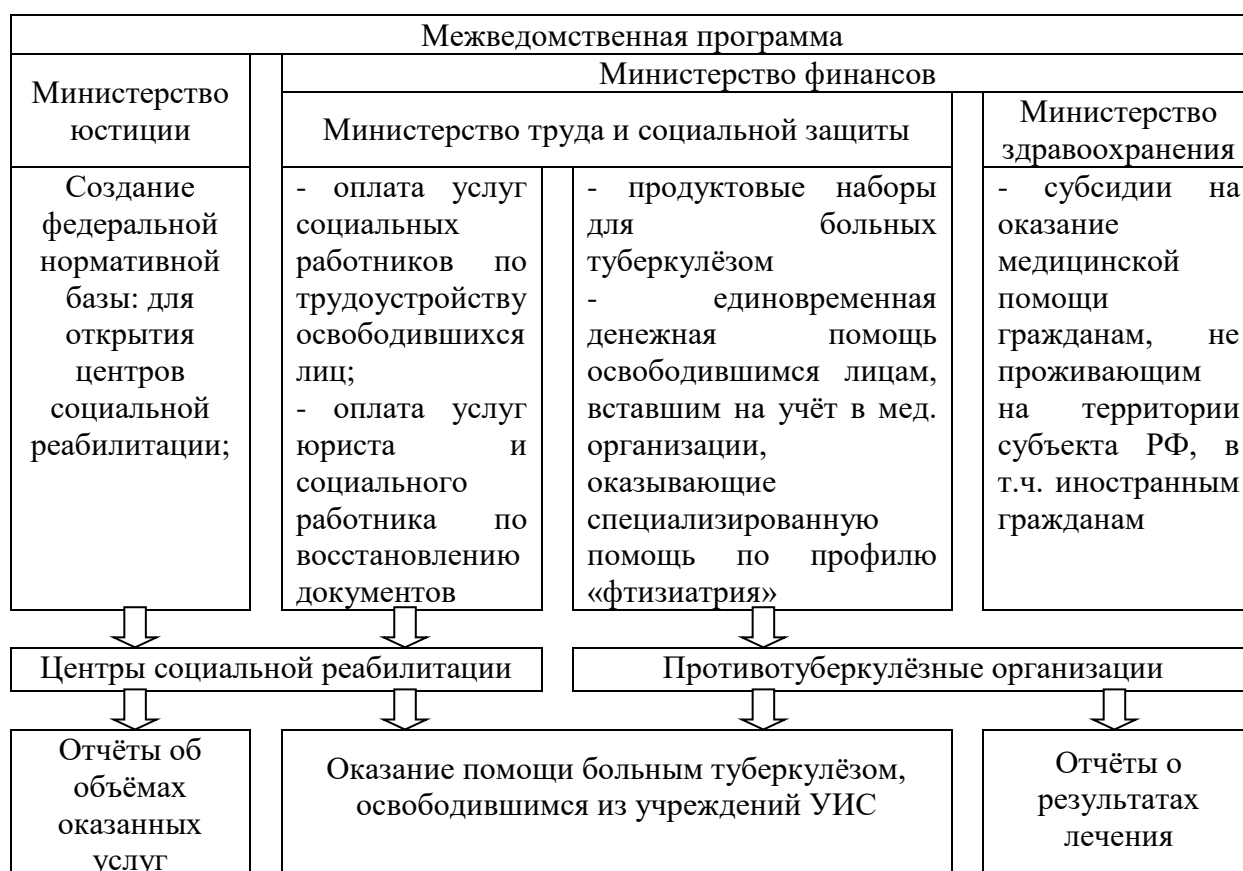 Межведомственная программа
Министерство
юстиции
Министерство финансов
Министерство труда и социальной защиты
Министерство
здравоохранения
Создание
федеральной
нормативной
базы: для
открытия
центров
социальной
реабилитации;
- оплата услуг
социальных
работников по
трудоустройству
освободившихся
лиц;
- оплата услуг
юриста и
социального
работника по
восстановлению
документов
- продуктовые наборы
для больных
туберкулёзом
- единовременная
денежная помощь
освободившимся лицам,
вставшим на учёт в мед.
организации,
оказывающие
специализированную
помощь по профилю
«фтизиатрия»
- субсидии на
оказание
медицинской
помощи
гражданам, не
проживающим
на территории
субъекта РФ, в
т.ч. иностранным
гражданам
Центры социальной реабилитации
Противотуберкулёзные организации
Отчёты об
объёмах
оказанных
услуг
Оказание помощи больным туберкулёзом,
освободившимся из учреждений УИС
Отчёты о
результатах
лечения